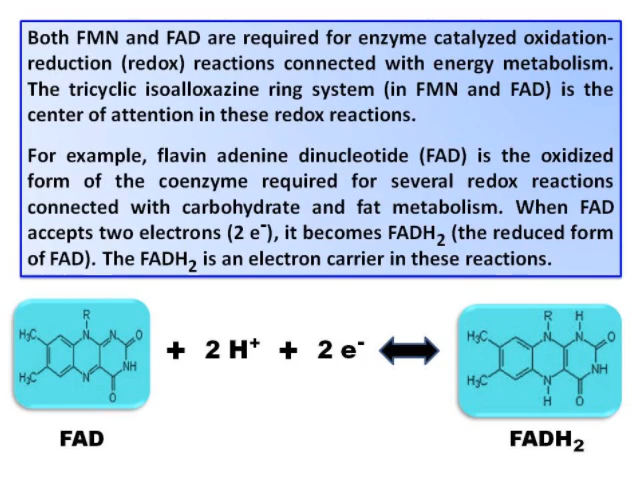 Both FMN and FAD are required for enzyme catalyzed oxidation-
reduction (redox) reactions connected with energy metabolism.
The tricyclic isoalloxazine ring system (in FMN and FAD) is the
center of attention in these redox reactions.
For example, flavin adenine dinucleotide (FAD) is the oxidized
form of the coenzyme required for several redox reactions
connected with carbohydrate and fat metabolism. When FAD
accepts two electrons (2 e⁻), it becomes FADH₂ (the reduced form
of FAD). The FADH₂ is an electron carrier in these reactions.
R
H₃C N N O
H₃C N NH
O
+ 2 H⁺ + 2 e⁻
R H
H₃C N N O
H₃C N NH
H O
FAD
FADH₂